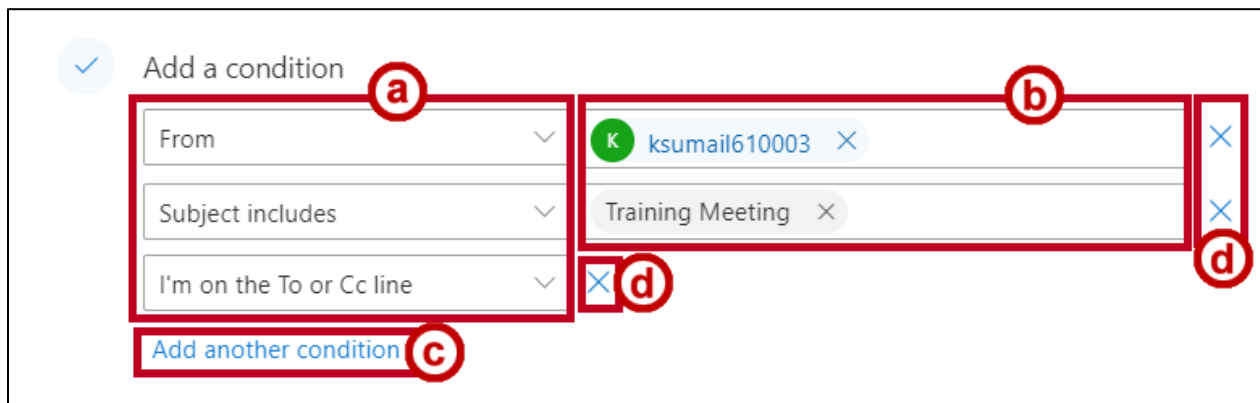 Add a condition
a
b
From
K ksumail610003
Subject includes
Training Meeting
d
I'm on the To or Cc line
d
Add another condition
c